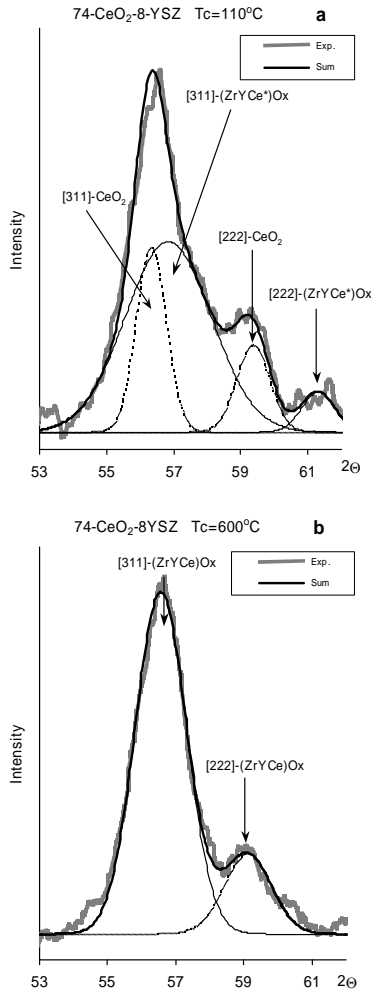 74-CeO₂-8-YSZ Tc=110°C a
Exp.
Sum
[311]-(ZrYCe*)Ox
[311]-CeO₂
[222]-CeO₂
[222]-(ZrYCe*)Ox
Intensity
53 55 57 59 61 2Θ
74-CeO₂-8YSZ Tc=600°C b
[311]-(ZrYCe)Ox
Exp.
Sum
[222]-(ZrYCe)Ox
Intensity
53 55 57 59 61 2Θ